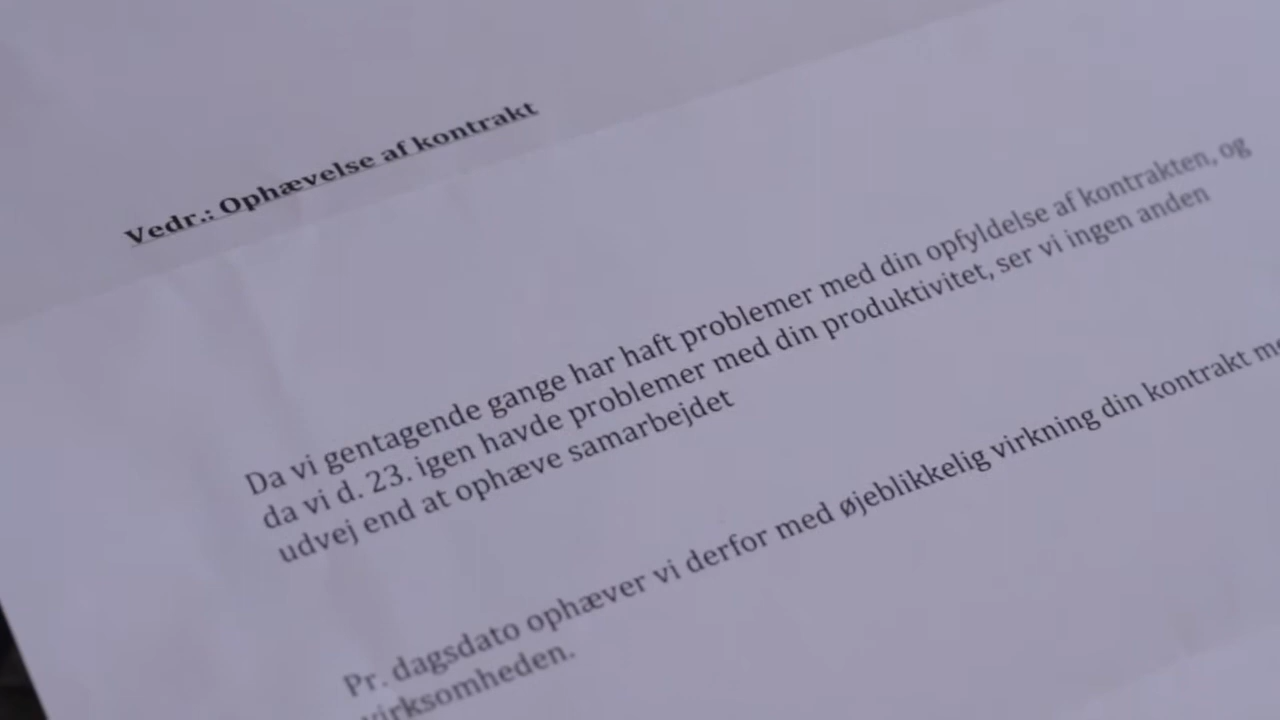 Vedr.: Ophævelse af kontrakt
Da vi gentagende gange har haft problemer med din opfyldelse af kontrakten, og
da vi d. 23. igen havde problemer med din produktivitet, ser vi ingen anden
udvej end at ophæve samarbejdet
Pr. dagsdato ophæver vi derfor med øjeblikkelig virkning din kontrakt
virksomheden.